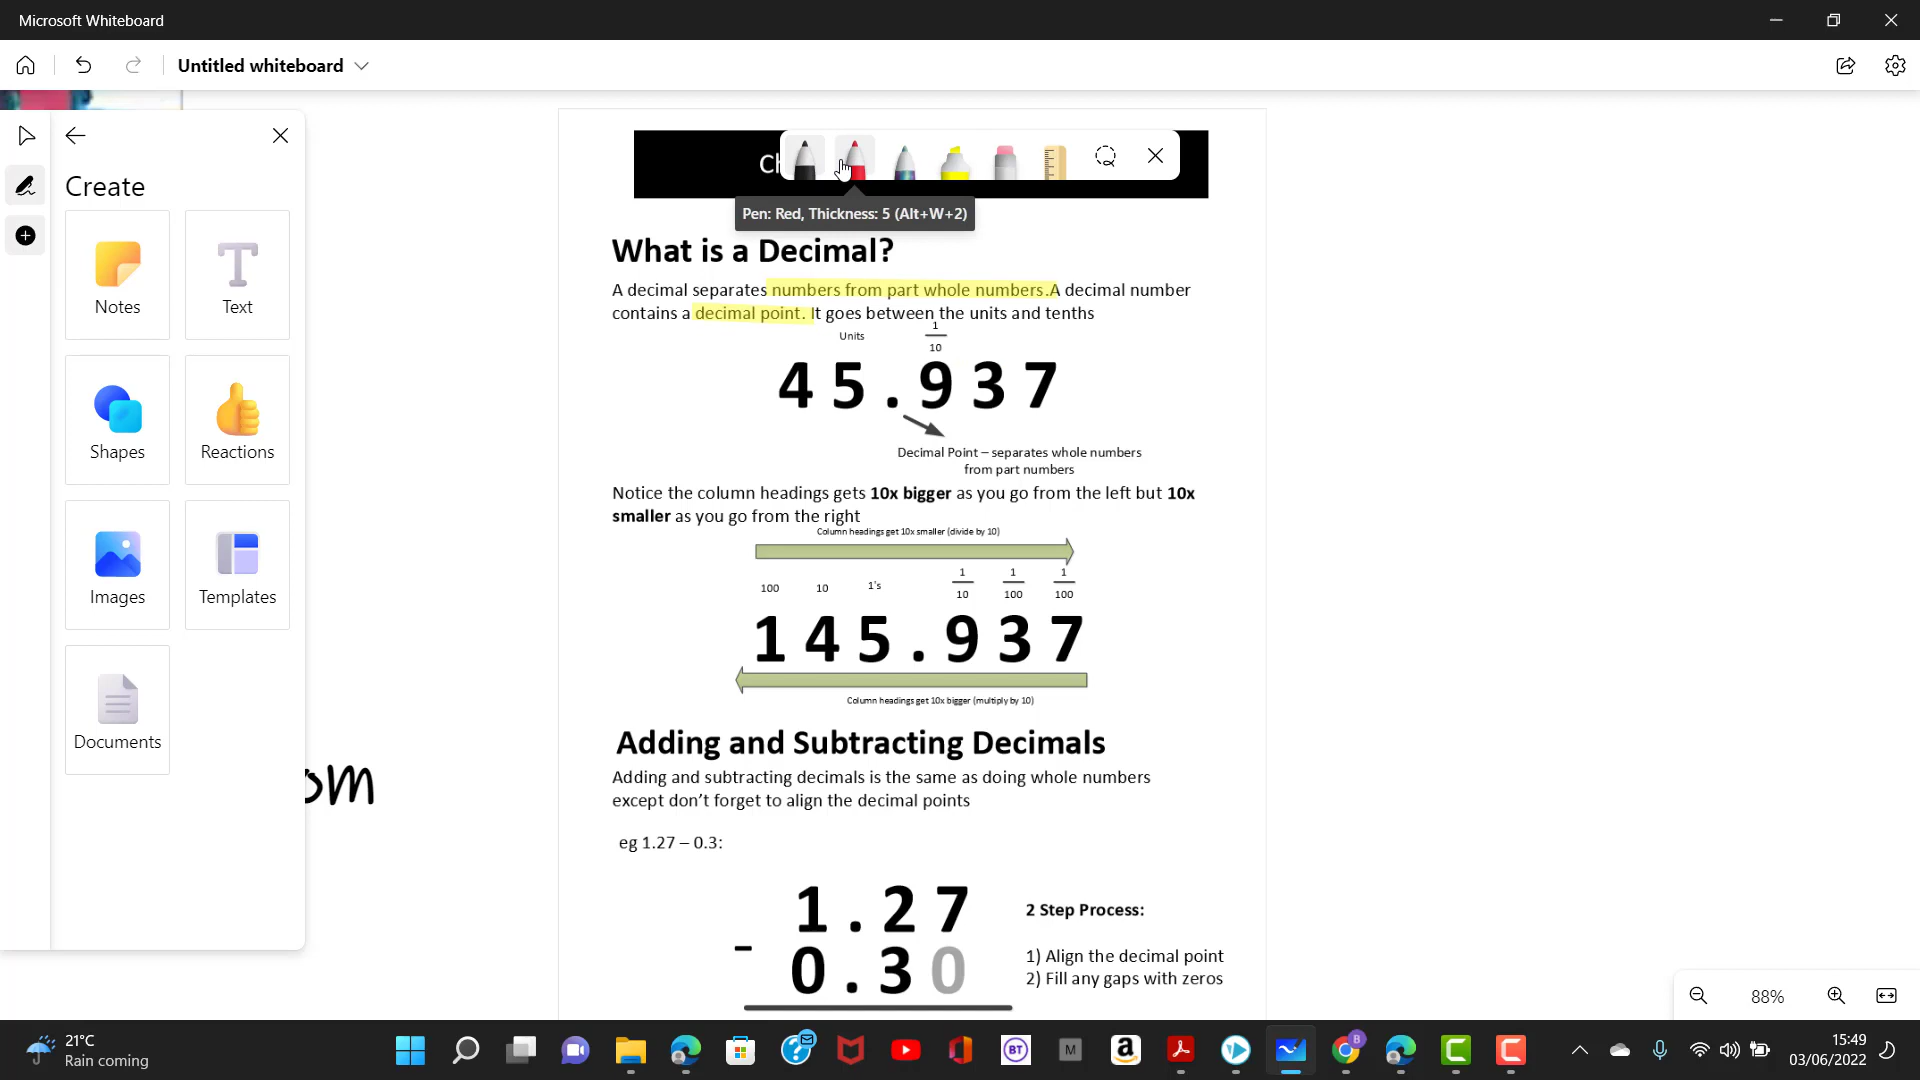 Microsoft Whiteboard
Untitled whiteboard
Create
Notes
Text
Shapes
Reactions
Images
Templates
Documents
om
Pen: Red, Thickness: 5 (Alt+W+2)
What is a Decimal?
A decimal separates numbers from part whole numbers.A decimal number
contains a decimal point. It goes between the units and tenths
Units
1
10
4 5 . 9 3 7
Decimal Point – separates whole numbers
from part numbers
Notice the column headings gets 10x bigger as you go from the left but 10x
smaller as you go from the right
Column headings get 10x smaller (divide by 10)
1 1 1
100 10 1's
10 100 100
1 4 5 . 9 3 7
Column headings get 10x bigger (multiply by 10)
Adding and Subtracting Decimals
Adding and subtracting decimals is the same as doing whole numbers
except don't forget to align the decimal points
eg 1.27 – 0.3:
1 . 2 7
- 0 . 3 0
2 Step Process:
1) Align the decimal point
2) Fill any gaps with zeros
88%
21°C
Rain coming
BT
M
a
B
15:49
03/06/2022